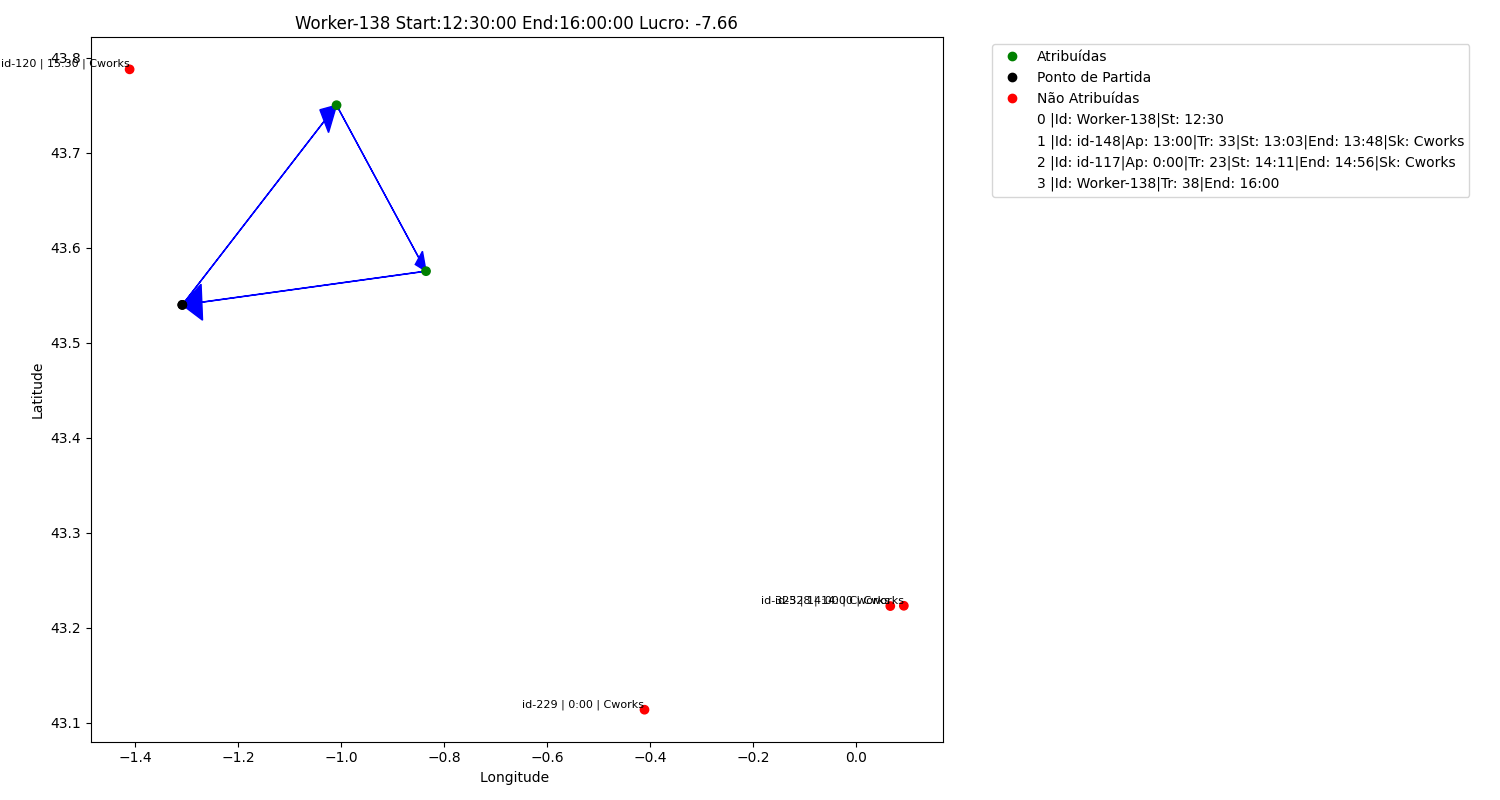 Worker-138 Start:12:30:00 End:16:00:00 Lucro: -7.66
43.8
id-120 | 15:30 | Cworks
43.7
43.6
43.5
43.4
43.3
43.2
43.1
Latitude
id-229 | 0:00 | Cworks
−1.4 −1.2 −1.0 −0.8 −0.6 −0.4 −0.2 0.0
Longitude
Atribuídas
Ponto de Partida
Não Atribuídas
0 |Id: Worker-138|St: 12:30
1 |Id: id-148|Ap: 13:00|Tr: 33|St: 13:03|End: 13:48|Sk: Cworks
2 |Id: id-117|Ap: 0:00|Tr: 23|St: 14:11|End: 14:56|Sk: Cworks
3 |Id: Worker-138|Tr: 38|End: 16:00